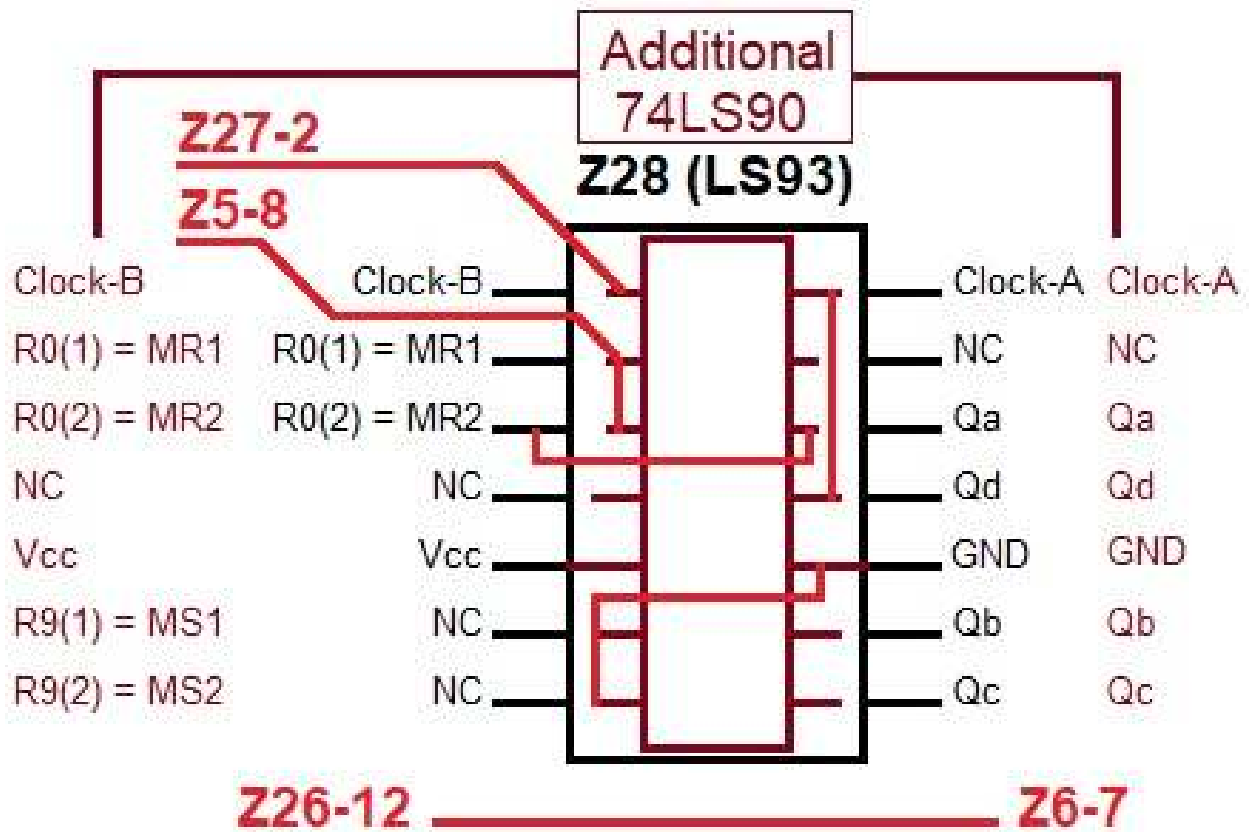 Additional
74LS90
Z27-2
Z28 (LS93)
Z5-8
Clock-B Clock-B Clock-A Clock-A
R0(1) = MR1 R0(1) = MR1 NC NC
R0(2) = MR2 R0(2) = MR2 Qa Qa
NC NC Qd Qd
Vcc Vcc GND GND
R9(1) = MS1 NC Qb Qb
R9(2) = MS2 NC Qc Qc
Z26-12 Z6-7